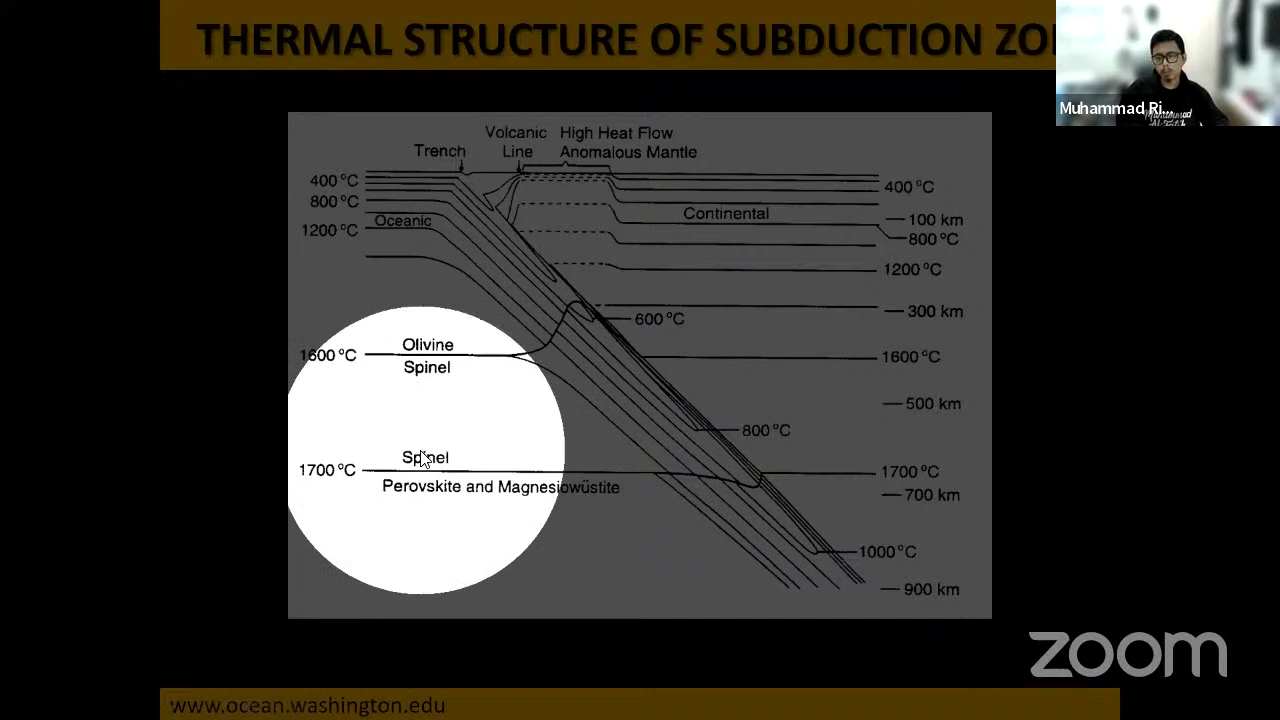 THERMAL STRUCTURE OF SUBDUCTION
Muhammad Ri...
Volcanic Line
High Heat Flow
Anomalous Mantle
Trench
400 °C
800 °C
Oceanic
1200 °C
Continental
400 °C
100 km
800 °C
1200 °C
300 km
600 °C
Olivine
1600 °C
Spinel
1600 °C
500 km
800 °C
Spinel
1700 °C
Perovskite and Magnesiowüstite
1700 °C
700 km
1000 °C
900 km
zoom
www.ocean.washington.edu